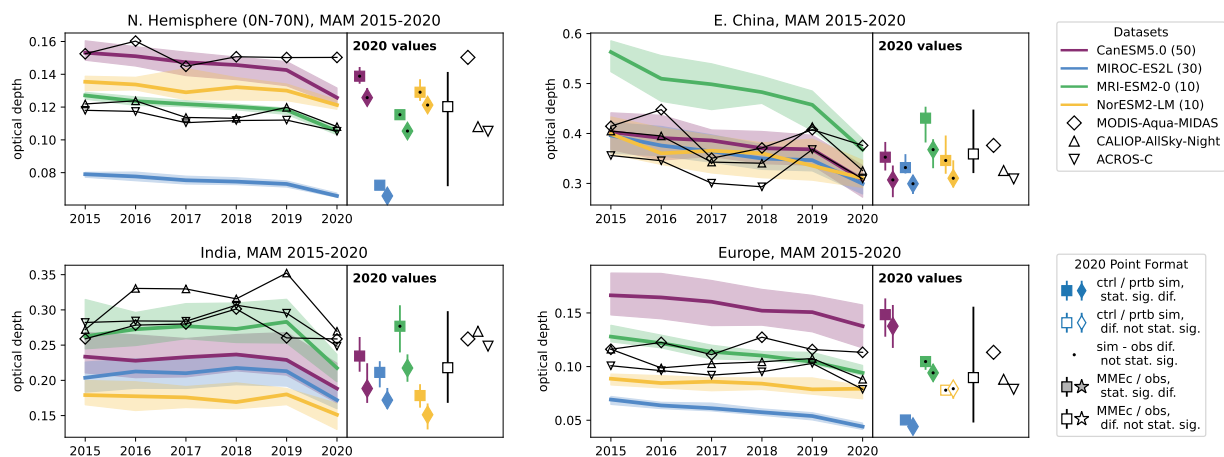 N. Hemisphere (0N-70N), MAM 2015-2020
optical depth
0.16
0.14
0.12
0.10
0.08
2015 2016 2017 2018 2019 2020
2020 values
E. China, MAM 2015-2020
optical depth
0.6
0.5
0.4
0.3
2015 2016 2017 2018 2019 2020
2020 values
Datasets
CanESM5.0 (50)
MIROC-ES2L (30)
MRI-ESM2-0 (10)
NorESM2-LM (10)
MODIS-Aqua-MIDAS
CALIOP-AllSky-Night
ACROS-C
India, MAM 2015-2020
optical depth
0.35
0.30
0.25
0.20
0.15
2015 2016 2017 2018 2019 2020
2020 values
Europe, MAM 2015-2020
optical depth
0.15
0.10
0.05
2015 2016 2017 2018 2019 2020
2020 values
2020 Point Format
ctrl / prtb sim,
stat. sig. dif.
ctrl / prtb sim,
dif. not stat. sig.
sim - obs dif.
not stat. sig.
MMEc / obs,
stat. sig. dif
MMEc / obs,
dif. not stat. sig.